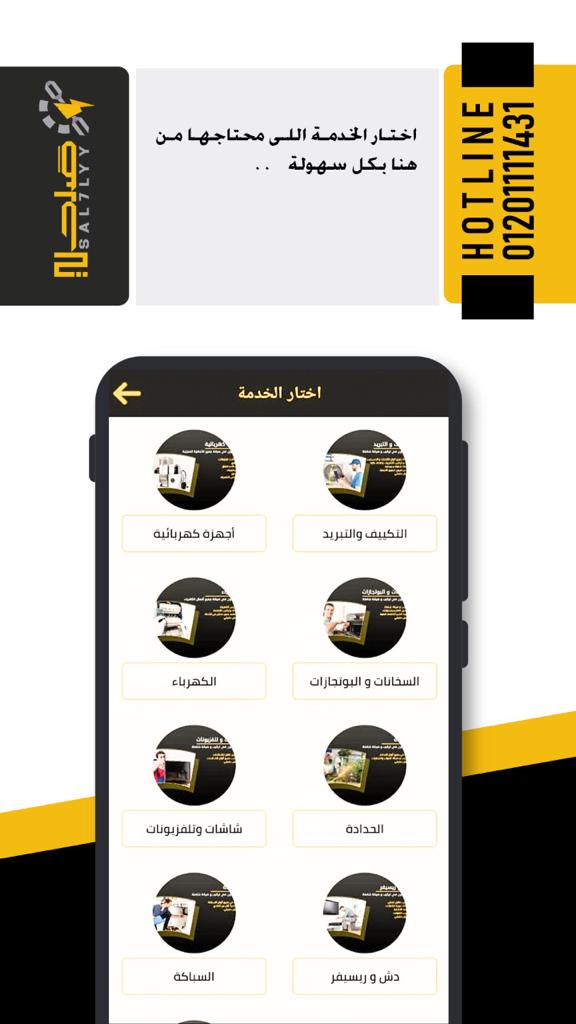 صلحلي
SAL7LYY
اختار الخدمة اللى محتاجها من
هنا بكل سهولة ..
HOTLINE
01201111431
اختار الخدمة
التكييف والتبريد
أجهزة كهربائية
السخانات و البوتجازات
الكهرباء
الحدادة
شاشات وتلفزيونات
دش و ريسيفر
السباكة